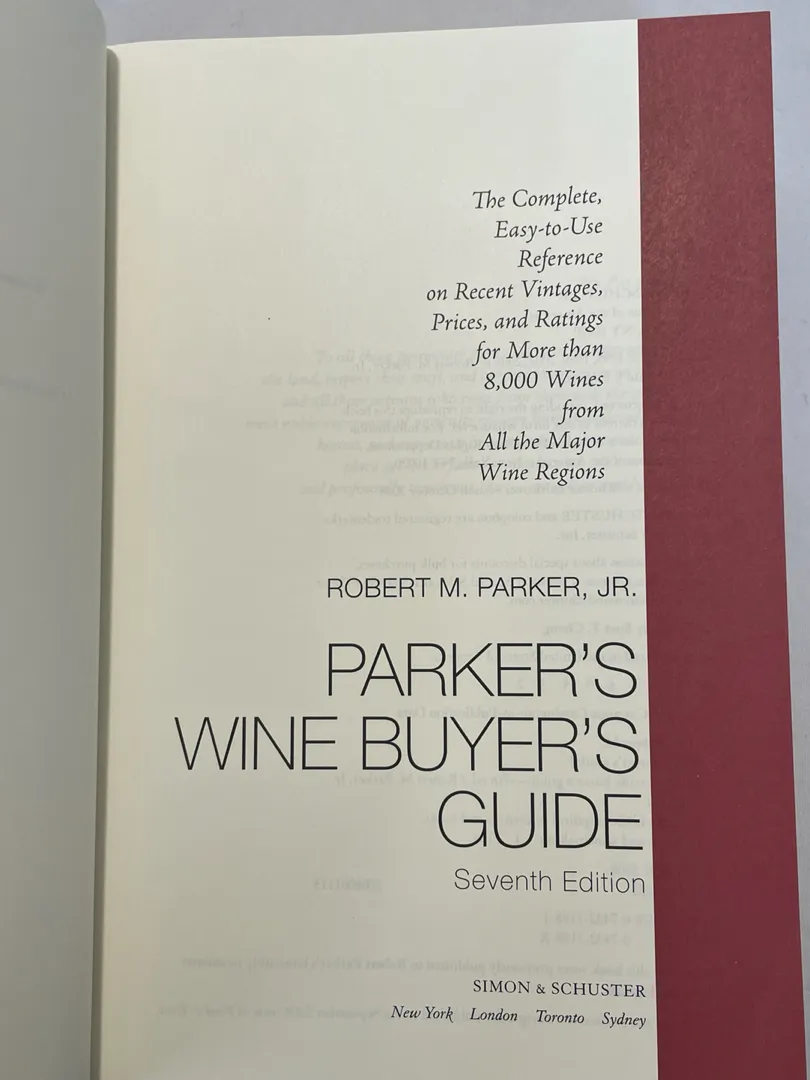 The Complete,
Easy-to-Use
Reference
on Recent Vintages,
Prices, and Ratings
for More than
8,000 Wines
from
All the Major
Wine Regions
ROBERT M. PARKER, JR.
PARKER’S
WINE BUYER’S
GUIDE
Seventh Edition
SIMON & SCHUSTER
New York London Toronto Sydney